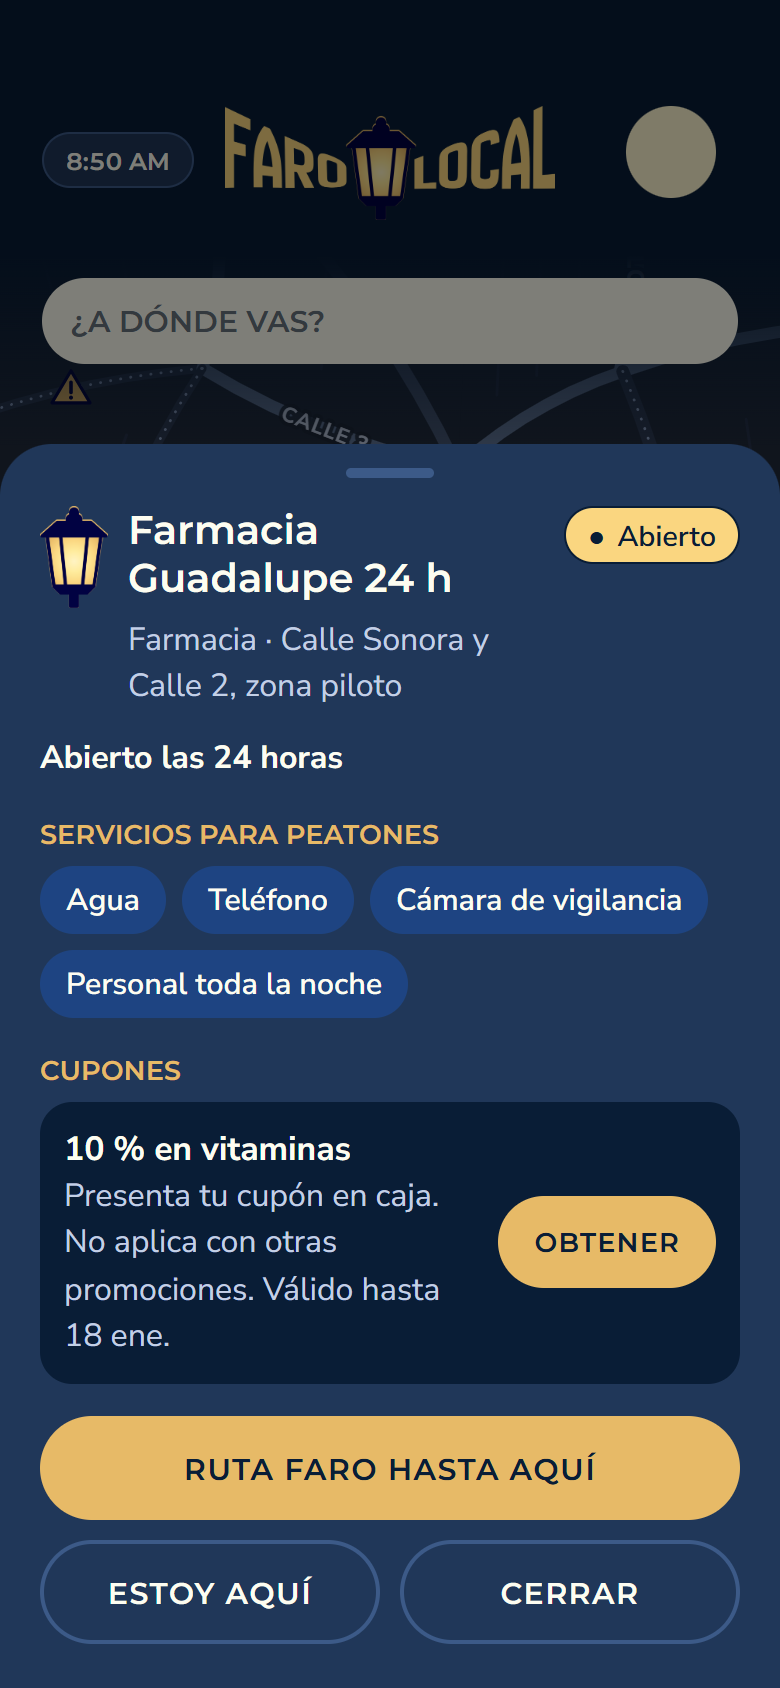 8:50 AM
FARO LOCAL
¿A DÓNDE VAS?
Farmacia
Guadalupe 24 h
Abierto
Farmacia · Calle Sonora y
Calle 2, zona piloto
Abierto las 24 horas
SERVICIOS PARA PEATONES
Agua
Teléfono
Cámara de vigilancia
Personal toda la noche
CUPONES
10 % en vitaminas
Presenta tu cupón en caja.
No aplica con otras
promociones. Válido hasta
18 ene.
OBTENER
RUTA FARO HASTA AQUÍ
ESTOY AQUÍ
CERRAR